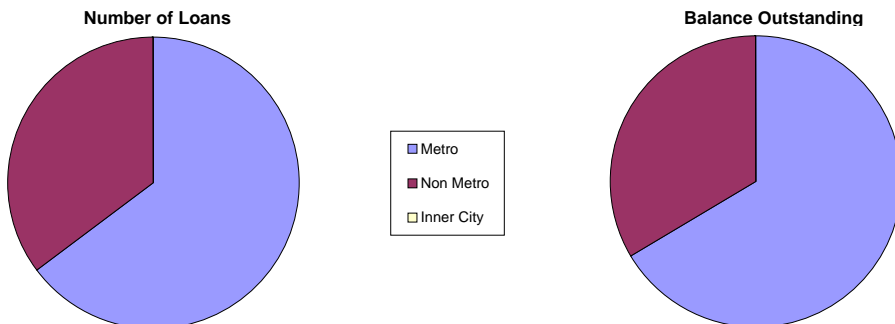 Number of Loans
Balance Outstanding
Metro
Non Metro
Inner City